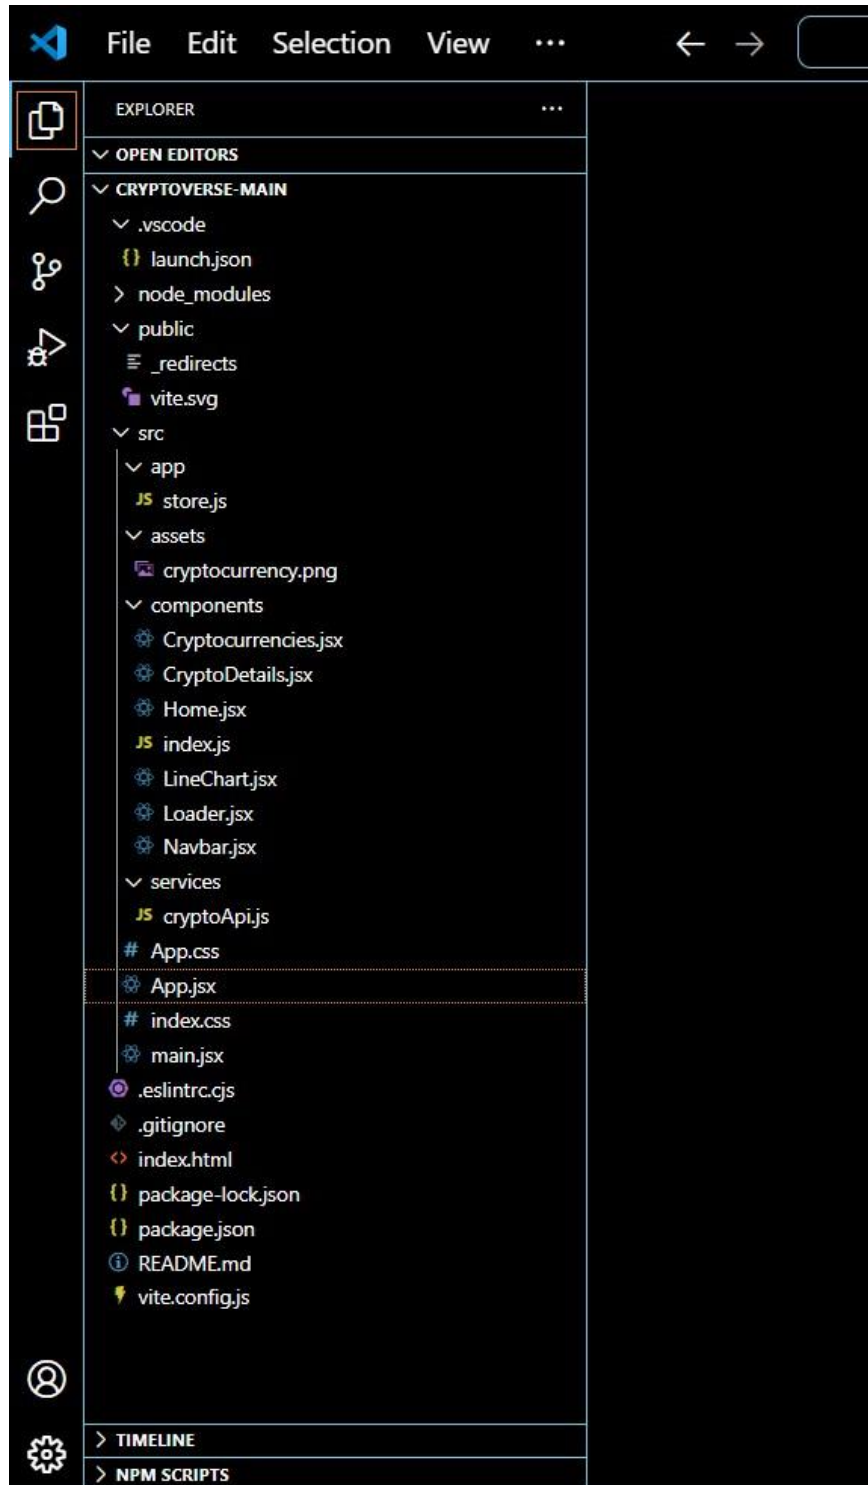 File Edit Selection View ...
EXPLORER ...
OPEN EDITORS
CRYPTOVERSE-MAIN
.vscode
{} launch.json
node_modules
public
_redirects
vite.svg
src
app
JS store.js
assets
cryptocurrency.png
components
Cryptocurrencies.jsx
CryptoDetails.jsx
Home.jsx
JS index.js
LineChart.jsx
Loader.jsx
Navbar.jsx
services
JS cryptoApi.js
# App.css
App.jsx
# index.css
main.jsx
.eslintrc.cjs
.gitignore
<> index.html
{} package-lock.json
{} package.json
README.md
vite.config.js
TIMELINE
NPM SCRIPTS